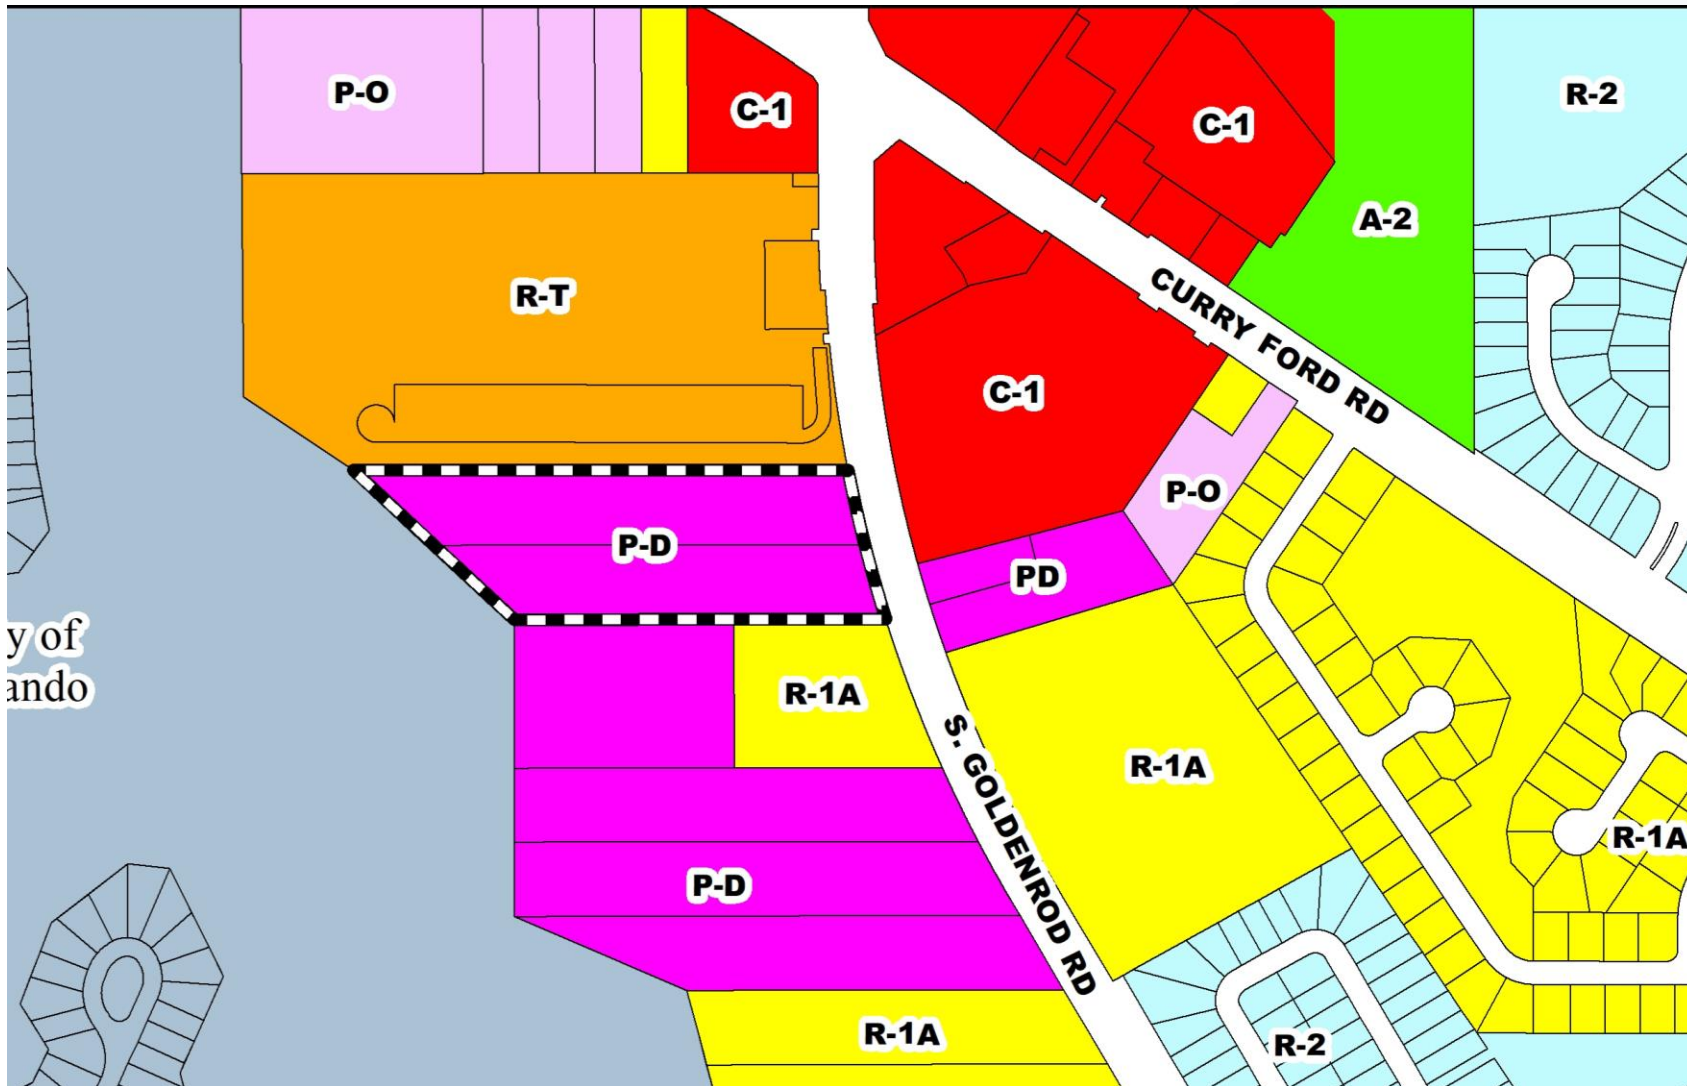 P-O
C-1
C-1
R-2
A-2
R-T
CURRY FORD RD
C-1
P-O
P-D
PD
y of
ando
R-1A
S. GOLDENROD RD
R-1A
R-1A
P-D
R-1A
R-2